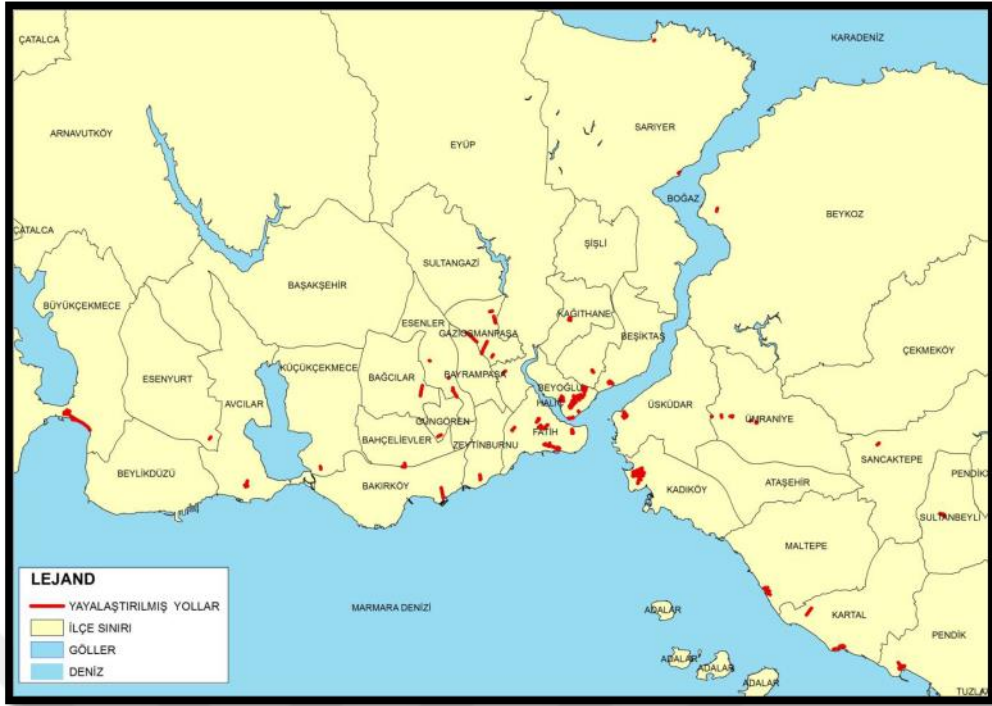 ÇATALCA
KARADENİZ
ARNAVUTKÖY
SARIYER
EYÜP
BOĞAZ
BEYKOZ
ÇATALCA
ŞİŞLİ
SULTANGAZİ
BAŞAKŞEHİR
BÜYÜKÇEKMECE
KAĞITHANE
ESENLER
GAZİOSMANPAŞA
BEŞİKTAŞ
ÇEKMEKÖY
KÜÇÜKÇEKMECE
ESENYURT
BAĞCILAR
BAYRAMPAŞA
BEYOĞLU
AVCILAR
HALİÇ
ÜSKÜDAR
ÜMRANİYE
GÜNGÖREN
FATİH
BAHÇELİEVLER
ZEYTİNBURNU
SANCAKTEPE
BEYLİKDÜZÜ
PENDİK
BAKIRKÖY
ATAŞEHİR
KADIKÖY
SULTANBEYLİ
MALTEPE
LEJAND
YAYALAŞTIRILMIŞ YOLLAR
İLÇE SINIRI
GÖLLER
DENİZ
MARMARA DENİZİ
ADALAR
KARTAL
PENDİK
ADALAR
ADALAR
ADALAR
TUZLA